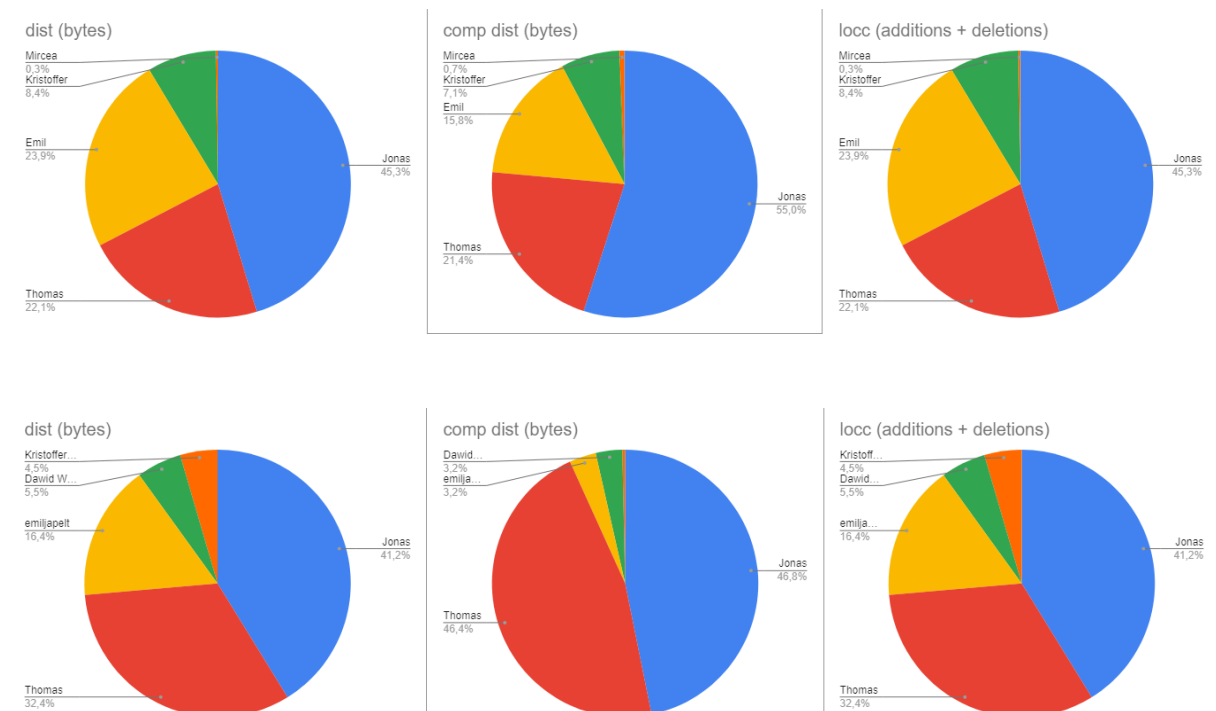 dist (bytes)
Mircea
0,3%
Kristoffer
8,4%
Emil
23,9%
Jonas
45,3%
Thomas
22,1%
comp dist (bytes)
Mircea
0,7%
Kristoffer
7,1%
Emil
15,8%
Jonas
55,0%
Thomas
21,4%
locc (additions + deletions)
Mircea
0,3%
Kristoffer
8,4%
Emil
23,9%
Jonas
45,3%
Thomas
22,1%
dist (bytes)
Kristoffer…
4,5%
Dawid W…
5,5%
emiljapelt
16,4%
Jonas
41,2%
Thomas
32,4%
comp dist (bytes)
Dawid…
3,2%
emilja…
3,2%
Jonas
46,8%
Thomas
46,4%
locc (additions + deletions)
Kristoff…
4,5%
Dawid…
5,5%
emilja…
16,4%
Jonas
41,2%
Thomas
32,4%